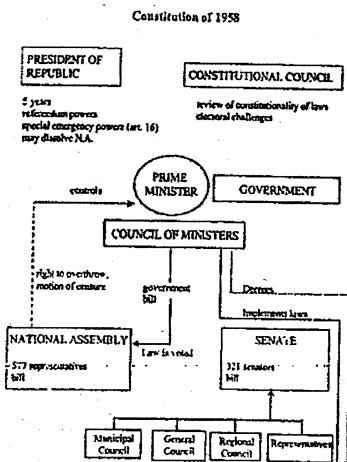 Constitution of 1958
PRESIDENT OF
REPUBLIC
CONSTITUTIONAL COUNCIL
5 years
referendum powers
special emergency powers (art. 16)
may dissolve N.A.
review of constitutionality of laws
electoral challenges
PRIME
MINISTER
GOVERNMENT
controls
COUNCIL OF MINISTERS
right to overthrow,
motion of censure
government
bill
Decrees
Implements laws
NATIONAL ASSEMBLY
577 representatives
bill
Law is voted
SENATE
321 senators
bill
Municipal
Council
General
Council
Regional
Council
Representatives